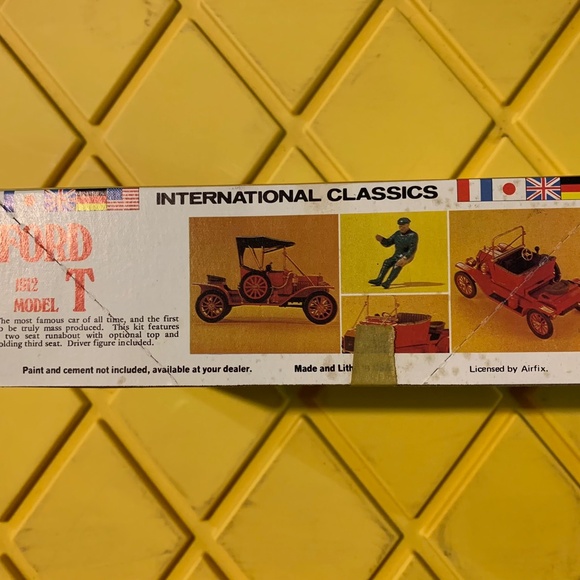 INTERNATIONAL CLASSICS
FORD
1912
MODEL T
The most famous car of all time, and the first
to be truly mass produced. This kit features
a two seat runabout with optional top and
folding third seat. Driver figure included.
Paint and cement not included, available at your dealer.
Made and Lith
Licensed by Airfix.